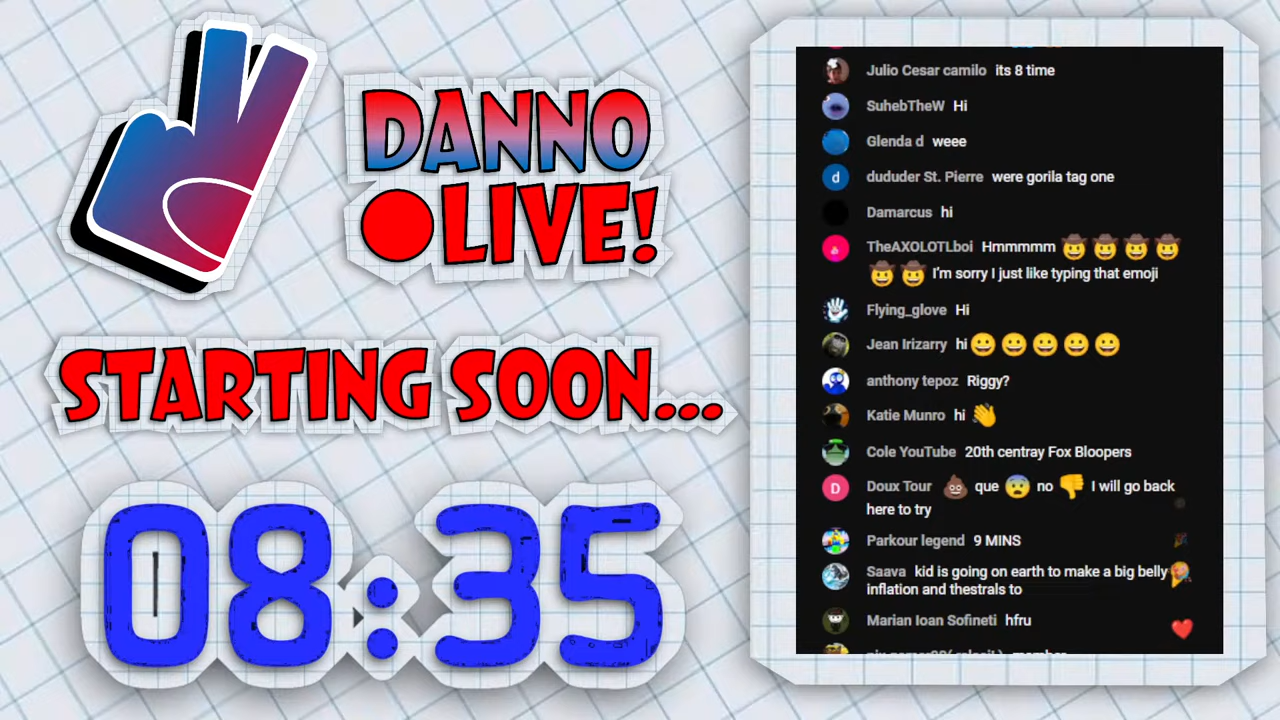 DANNO
LIVE!
STARTING SOON...
08:35
Julio Cesar camilo its 8 time
SuhebTheW Hi
Glenda d weee
d dududer St. Pierre were gorila tag one
Damarcus hi
TheAXOLOTLboi Hmmmmm 🤠🤠🤠🤠
🤠🤠 I'm sorry I just like typing that emoji
Flying_glove Hi
Jean Irizarry hi😀😀😀😀😀
anthony tepoz Riggy?
Katie Munro hi 👋
Cole YouTube 20th centray Fox Bloopers
D Doux Tour 💩 que 😨 no 👎 I will go back
here to try
Parkour legend 9 MINS
Saava kid is going on earth to make a big belly
inflation and thestrals to
Marian Ioan Sofineti hfru